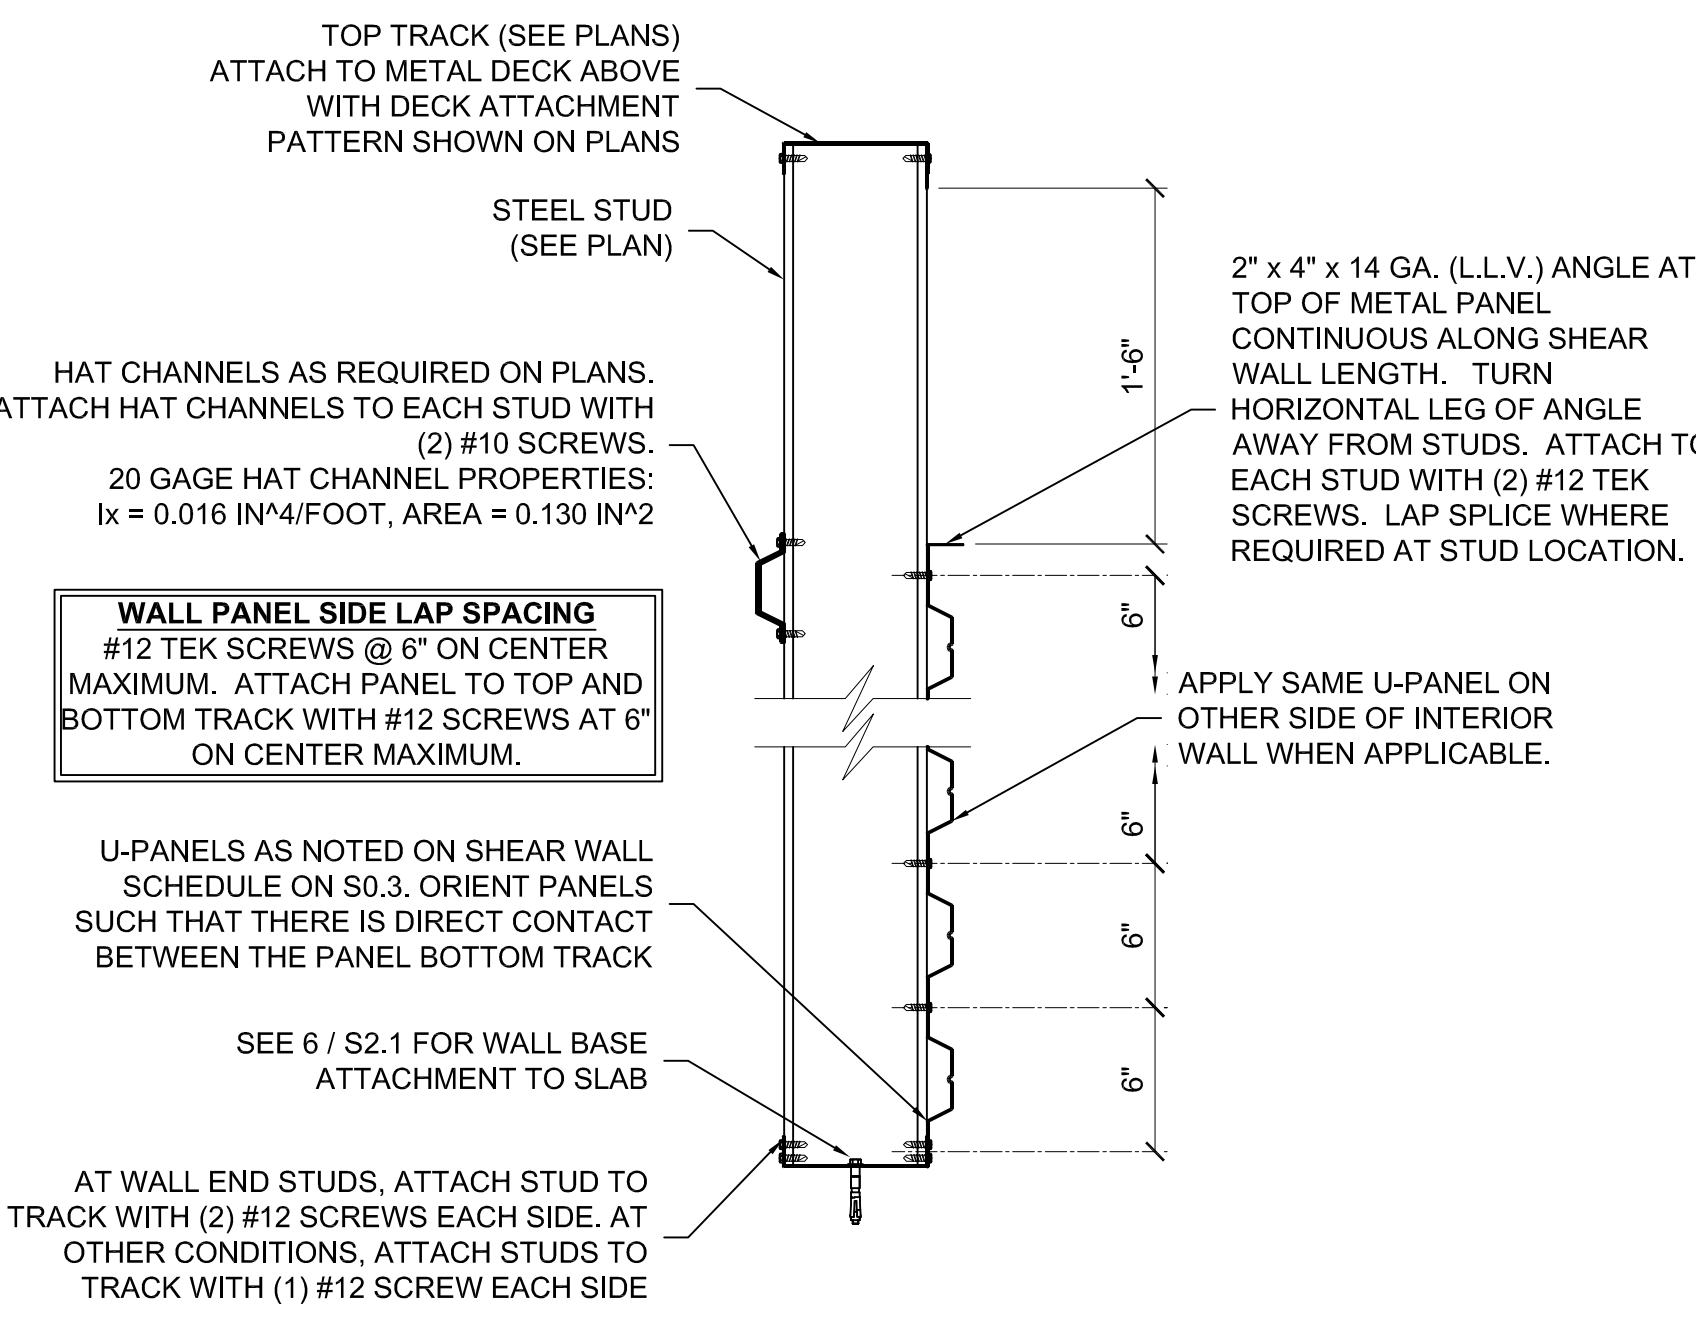 TOP TRACK (SEE PLANS)
ATTACH TO METAL DECK ABOVE
WITH DECK ATTACHMENT
PATTERN SHOWN ON PLANS
STEEL STUD
(SEE PLAN)
HAT CHANNELS AS REQUIRED ON PLANS.
ATTACH HAT CHANNELS TO EACH STUD WITH
(2) #10 SCREWS.
20 GAGE HAT CHANNEL PROPERTIES:
Ix = 0.016 IN^4/FOOT, AREA = 0.130 IN^2
WALL PANEL SIDE LAP SPACING
#12 TEK SCREWS @ 6" ON CENTER
MAXIMUM. ATTACH PANEL TO TOP AND
BOTTOM TRACK WITH #12 SCREWS AT 6"
ON CENTER MAXIMUM.
U-PANELS AS NOTED ON SHEAR WALL
SCHEDULE ON S0.3. ORIENT PANELS
SUCH THAT THERE IS DIRECT CONTACT
BETWEEN THE PANEL BOTTOM TRACK
SEE 6 / S2.1 FOR WALL BASE
ATTACHMENT TO SLAB
AT WALL END STUDS, ATTACH STUD TO
TRACK WITH (2) #12 SCREWS EACH SIDE. AT
OTHER CONDITIONS, ATTACH STUDS TO
TRACK WITH (1) #12 SCREW EACH SIDE
1'-6"
2" x 4" x 14 GA. (L.L.V.) ANGLE AT
TOP OF METAL PANEL
CONTINUOUS ALONG SHEAR
WALL LENGTH. TURN
HORIZONTAL LEG OF ANGLE
AWAY FROM STUDS. ATTACH TO
EACH STUD WITH (2) #12 TEK
SCREWS. LAP SPLICE WHERE
REQUIRED AT STUD LOCATION.
6"
APPLY SAME U-PANEL ON
OTHER SIDE OF INTERIOR
WALL WHEN APPLICABLE.
6"
6"
6"